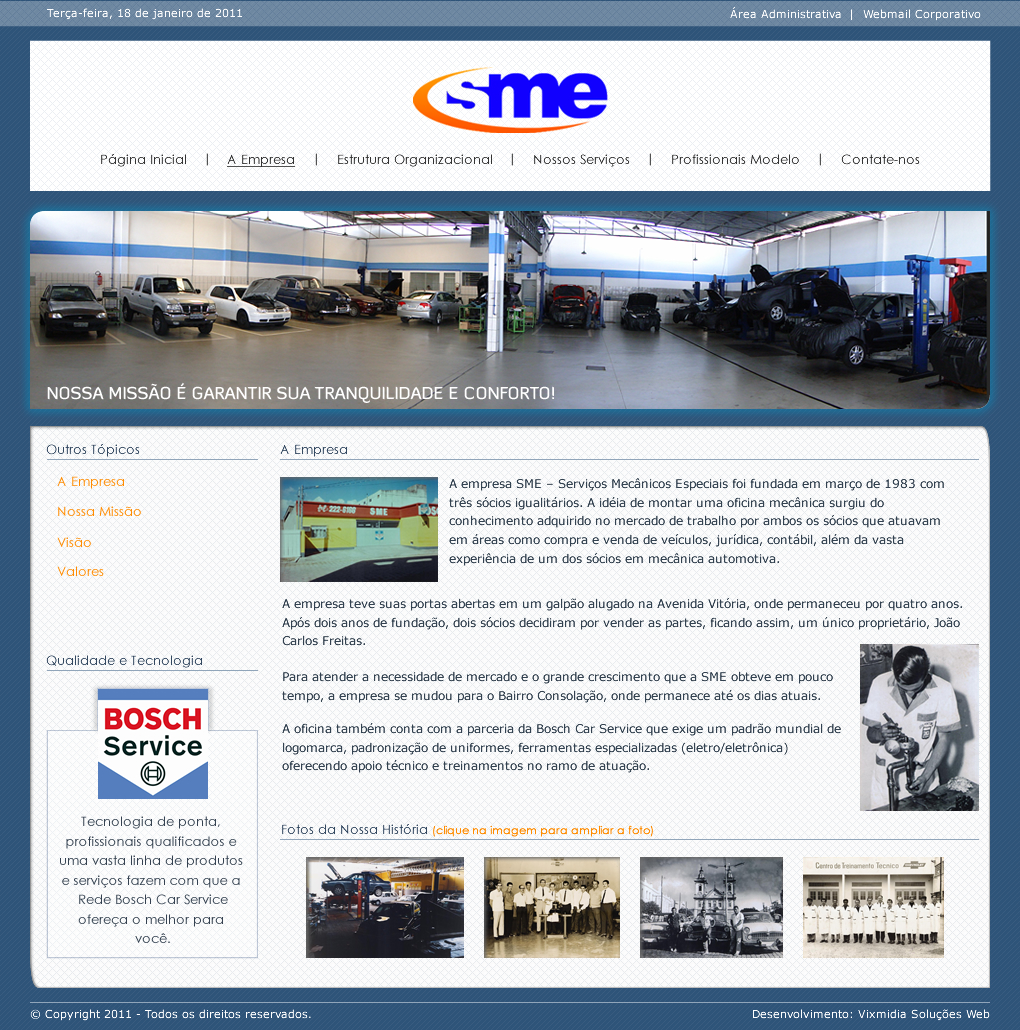 Terça-feira, 18 de janeiro de 2011
Área Administrativa | Webmail Corporativo
sme
Página Inicial | A Empresa | Estrutura Organizacional | Nossos Serviços | Profissionais Modelo | Contate-nos
NOSSA MISSÃO É GARANTIR SUA TRANQUILIDADE E CONFORTO!
Outros Tópicos
A Empresa
Nossa Missão
Visão
Valores
Qualidade e Tecnologia
BOSCH
Service
Tecnologia de ponta,
profissionais qualificados e
uma vasta linha de produtos
e serviços fazem com que a
Rede Bosch Car Service
ofereça o melhor para
você.
A Empresa
222-8168 SME
A empresa SME – Serviços Mecânicos Especiais foi fundada em março de 1983 com
três sócios igualitários. A idéia de montar uma oficina mecânica surgiu do
conhecimento adquirido no mercado de trabalho por ambos os sócios que atuavam
em áreas como compra e venda de veículos, jurídica, contábil, além da vasta
experiência de um dos sócios em mecânica automotiva.
A empresa teve suas portas abertas em um galpão alugado na Avenida Vitória, onde permaneceu por quatro anos.
Após dois anos de fundação, dois sócios decidiram por vender as partes, ficando assim, um único proprietário, João
Carlos Freitas.
Para atender a necessidade de mercado e o grande crescimento que a SME obteve em pouco
tempo, a empresa se mudou para o Bairro Consolação, onde permanece até os dias atuais.
A oficina também conta com a parceria da Bosch Car Service que exige um padrão mundial de
logomarca, padronização de uniformes, ferramentas especializadas (eletro/eletrônica)
oferecendo apoio técnico e treinamentos no ramo de atuação.
Fotos da Nossa História (clique na imagem para ampliar a foto)
Centro de Treinamento Técnico
© Copyright 2011 - Todos os direitos reservados.
Desenvolvimento: Vixmidia Soluções Web